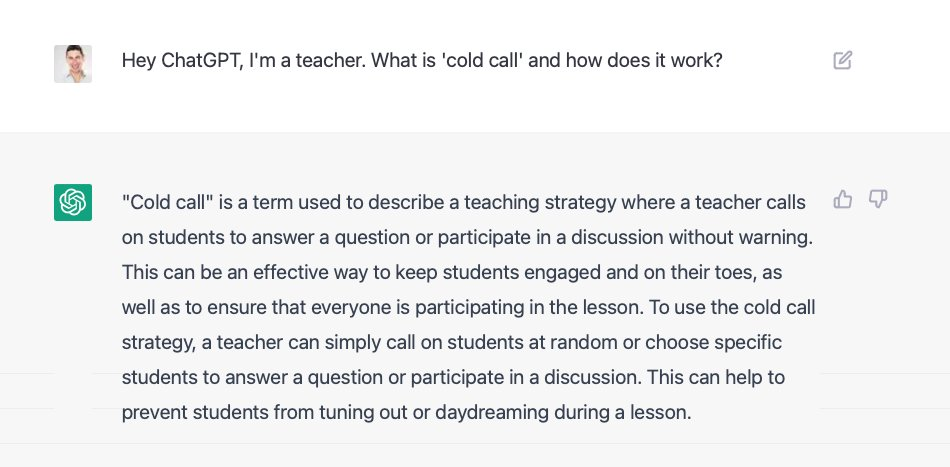 Hey ChatGPT, I'm a teacher. What is 'cold call' and how does it work?
"Cold call" is a term used to describe a teaching strategy where a teacher calls
on students to answer a question or participate in a discussion without warning.
This can be an effective way to keep students engaged and on their toes, as
well as to ensure that everyone is participating in the lesson. To use the cold call
strategy, a teacher can simply call on students at random or choose specific
students to answer a question or participate in a discussion. This can help to
prevent students from tuning out or daydreaming during a lesson.